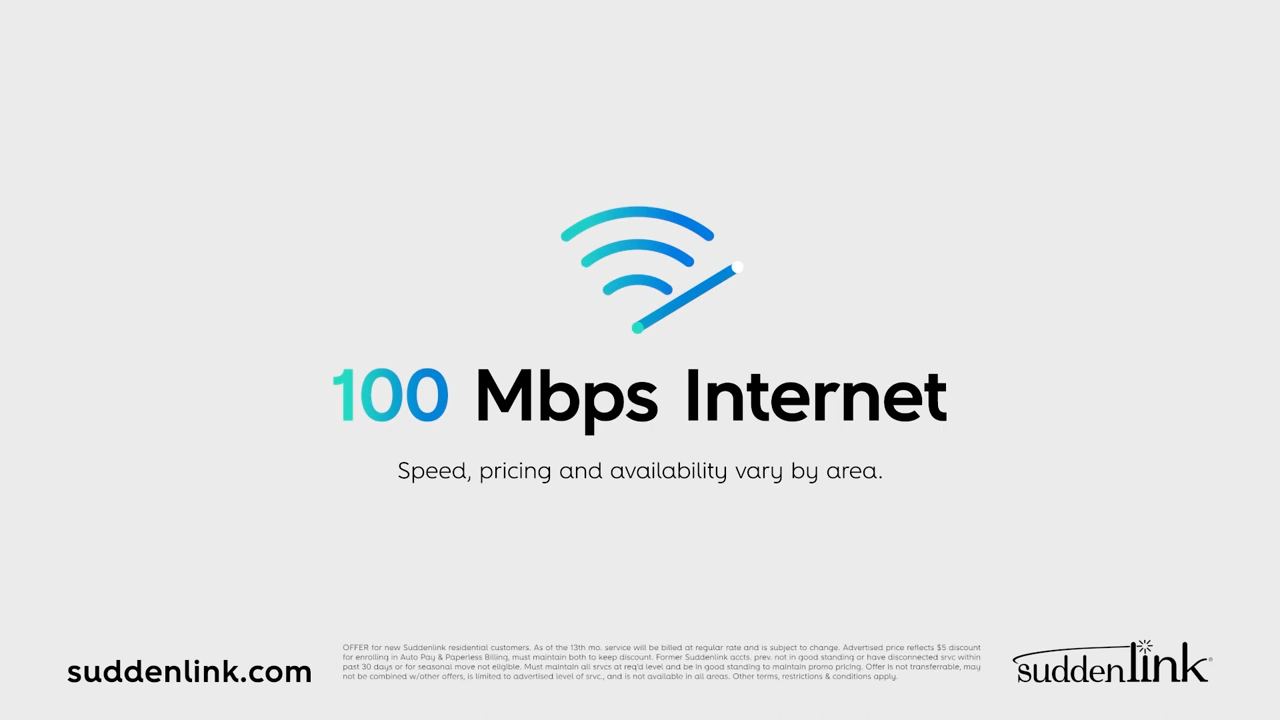 100 Mbps Internet
Speed, pricing and availability vary by area.
suddenlink.com
OFFER for new Suddenlink residential customers. As of the 13th mo. service will be billed at regular rate and is subject to change. Advertised price reflects $5 discount
for enrolling in Auto Pay & Paperless Billing, must maintain both to keep discount. Former Suddenlink accts. prev. not in good standing or have disconnected srvc within
past 30 days or for seasonal move not eligible. Must maintain all srvcs at req'd level and be in good standing to maintain promo pricing. Offer is not transferrable, may
not be combined w/other offers, is limited to advertised level of srvc., and is not available in all areas. Other terms, restrictions & conditions apply.
suddenlink®